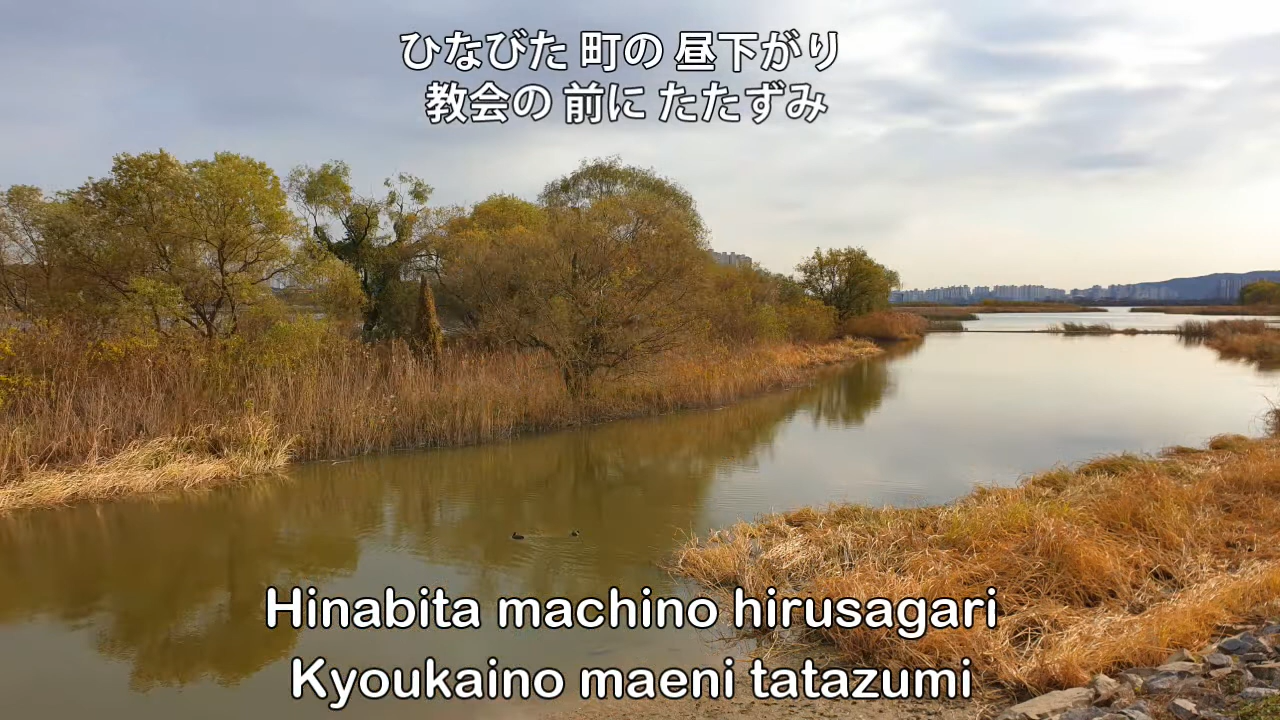 ひなびた 町の 昼下がり
教会の 前に たたずみ
Hinabita machino hirusagari
Kyoukaino maeni tatazumi